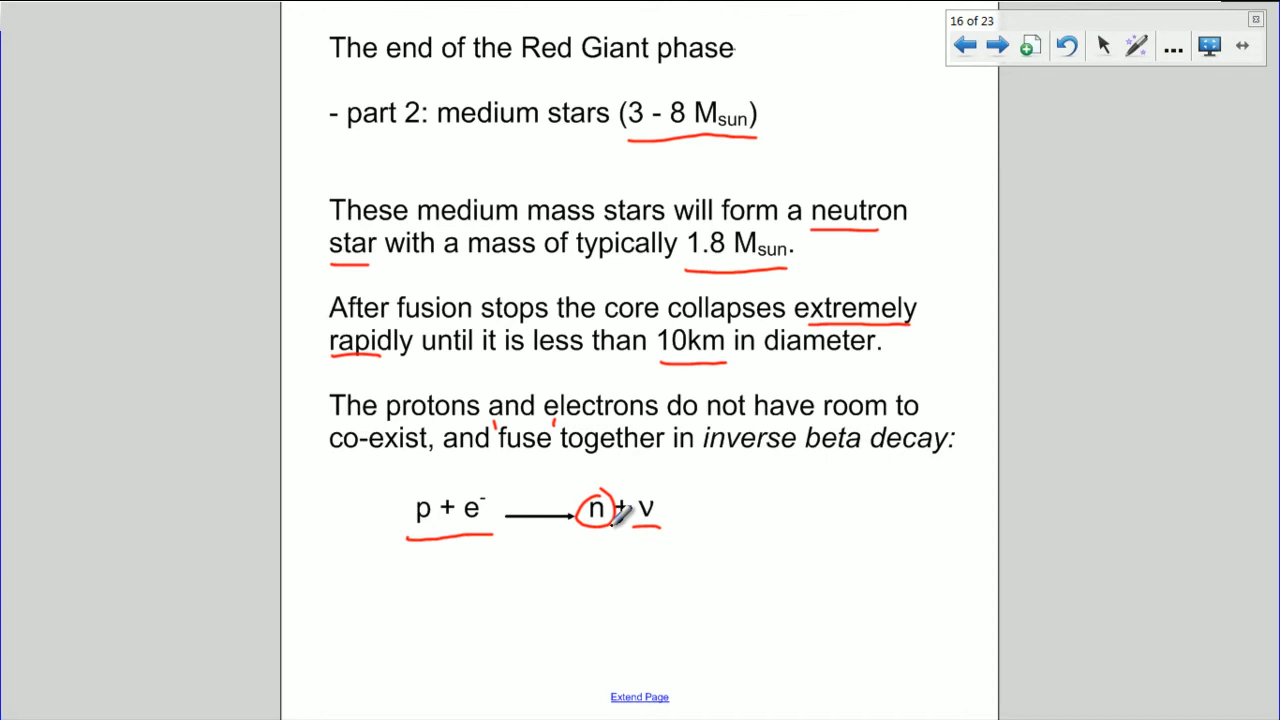 16 of 23
The end of the Red Giant phase
- part 2: medium stars (3 - 8 Msun)
These medium mass stars will form a neutron
star with a mass of typically 1.8 Msun.
After fusion stops the core collapses extremely
rapidly until it is less than 10km in diameter.
The protons and electrons do not have room to
co-exist, and 'fuse' together in inverse beta decay:
p + e⁻ ⟶ n + ν
Extend Page